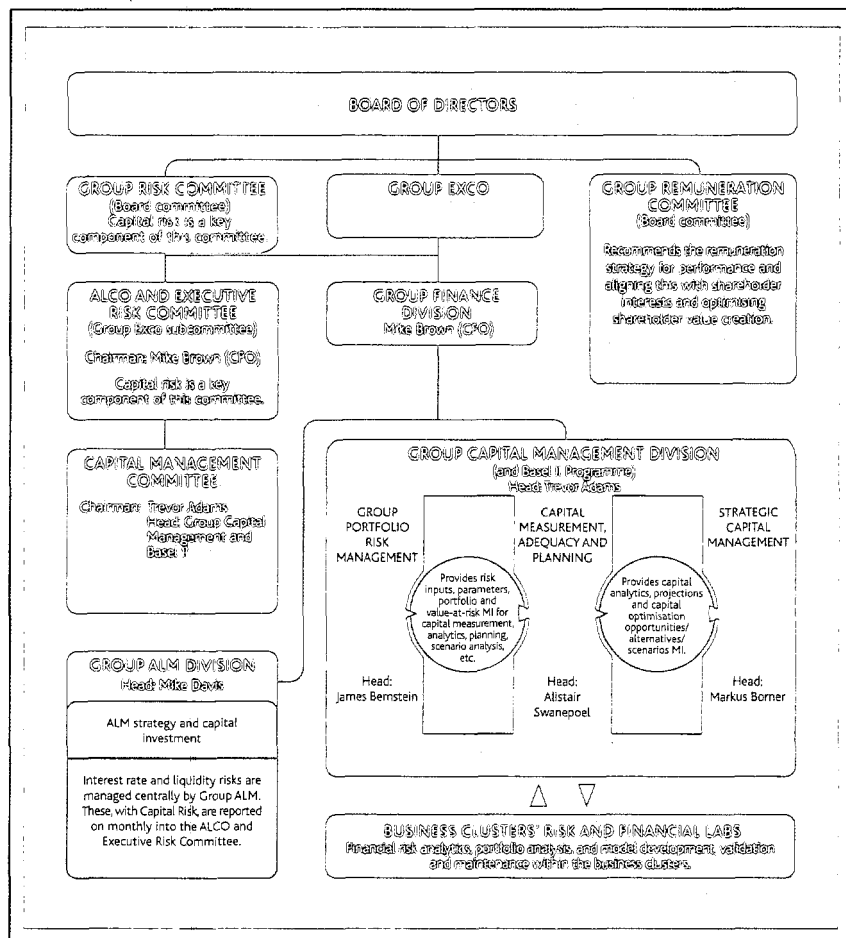 BOARD OF DIRECTORS
GROUP RISK COMMITTEE
(Board committee)
Capital risk is a key
component of this committee.
GROUP EXCO
GROUP REMUNERATION
COMMITTEE
(Board committee)
Recommends the remuneration
strategy for performance and
aligning this with shareholder
interests and optimising
shareholder value creation.
ALCO AND EXECUTIVE
RISK COMMITTEE
(Group Exco subcommittee)
Chairman: Mike Brown (CFO)
Capital risk is a key
component of this committee.
GROUP FINANCE
DIVISION
Mike Brown (CFO)
CAPITAL MANAGEMENT
COMMITTEE
Chairman: Trevor Adams
Head: Group Capital
Management and
Basel
GROUP CAPITAL MANAGEMENT DIVISION
(and Basel II Programme)
Head: Trevor Adams
GROUP
PORTFOLIO
RISK
MANAGEMENT
Provides risk
inputs, parameters,
portfolio and
value-at-risk MI for
capital measurement,
analytics, planning,
scenario analysis,
etc.
Head:
James Bernstein
CAPITAL
MEASUREMENT,
ADEQUACY AND
PLANNING
Head:
Alistair
Swanepoel
Provides capital
analytics, projections
and capital
optimisation
opportunities/
alternatives/
scenarios MI.
STRATEGIC
CAPITAL
MANAGEMENT
Head:
Markus Borner
GROUP ALM DIVISION
Head: Mike Davis
ALM strategy and capital
investment
Interest rate and liquidity risks are
managed centrally by Group ALM.
These, with Capital Risk, are reported
on monthly into the ALCO and
Executive Risk Committee.
BUSINESS CLUSTERS' RISK AND FINANCIAL LABS
Financial risk analytics, portfolio analysis, and model development, validation
and maintenance within the business clusters.